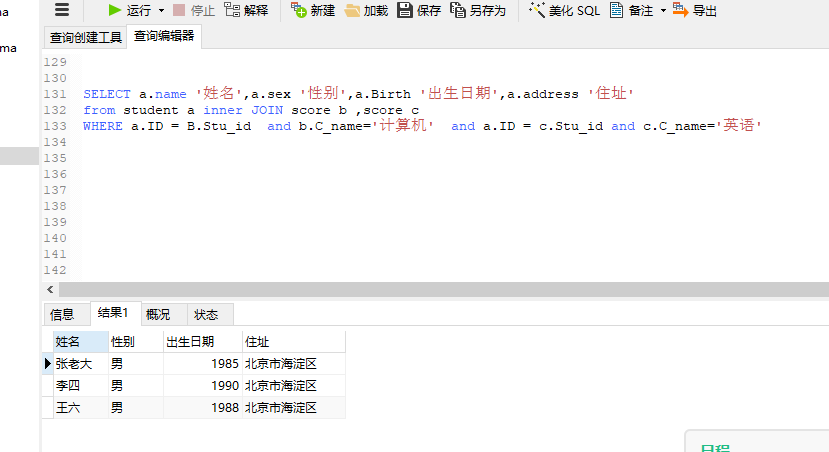 na
ma
运行 停止 解释 新建 加载 保存 另存为 美化 SQL 备注 导出
查询创建工具 查询编辑器
129
130
131 SELECT a.name '姓名',a.sex '性别',a.Birth '出生日期',a.address '住址'
132 from student a inner JOIN score b ,score c
133 WHERE a.ID = B.Stu_id  and b.C_name='计算机'  and a.ID = c.Stu_id and c.C_name='英语'
134
135
136
137
138
139
140
141
142
信息 结果1 概况 状态
姓名 性别 出生日期 住址
张老大 男 1985 北京市海淀区
李四 男 1990 北京市海淀区
王六 男 1988 北京市海淀区
日程